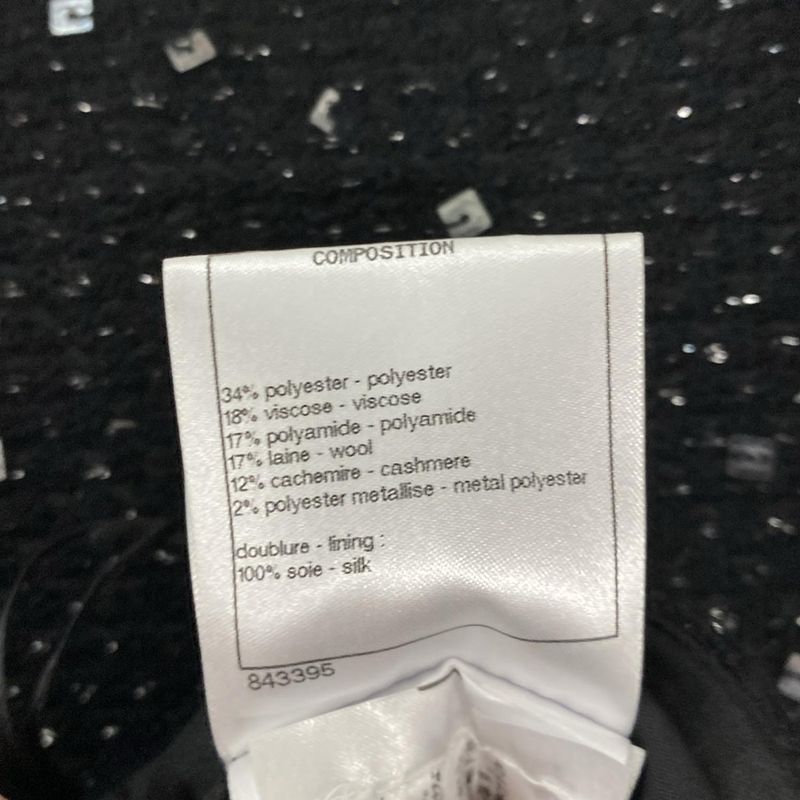 COMPOSITION
34% polyester - polyester
18% viscose - viscose
17% polyamide - polyamide
17% laine - wool
12% cachemire - cashmere
2% polyester metallise - metal polyester
doublure - lining :
100% soie - silk
843395